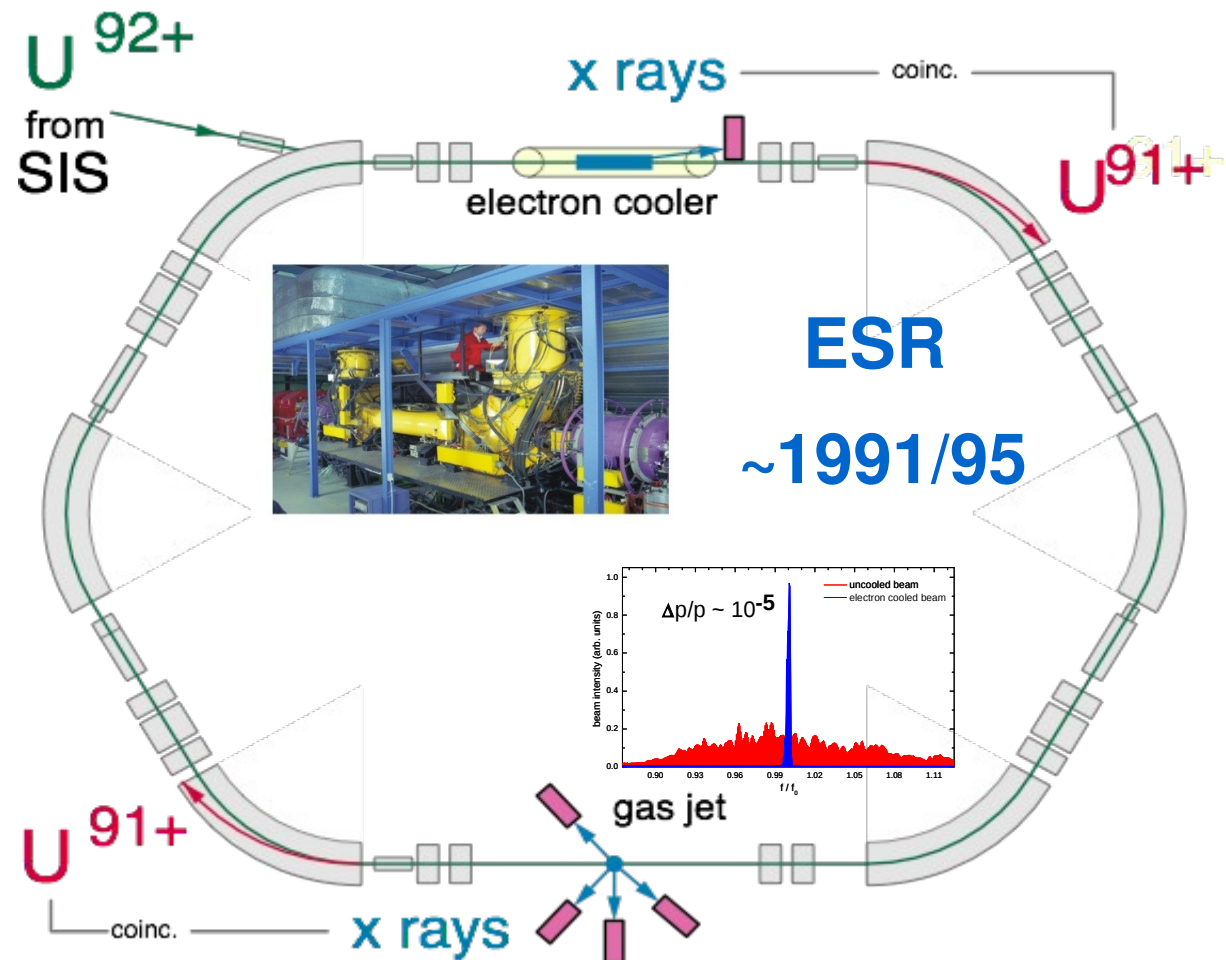 U 92+
from
SIS
x rays
coinc.
U91+
electron cooler
ESR
~1991/95
Δp/p ~ 10-5
uncooled beam
electron cooled beam
beam intensity (arb. units)
1.0
0.8
0.6
0.4
0.2
0.0
0.90 0.93 0.96 0.99 1.02 1.05 1.08 1.11
f / f0
gas jet
U 91+
coinc.
x rays